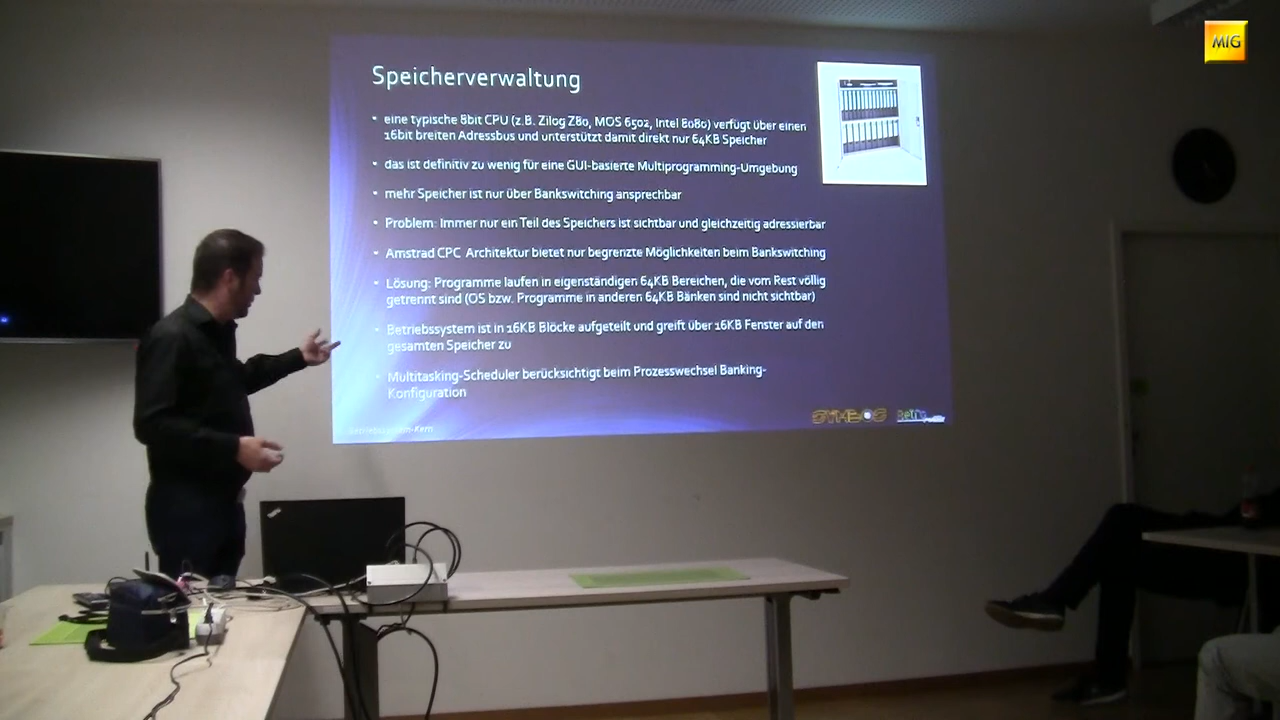 MIG
Speicherverwaltung
• eine typische 8bit CPU (z.B. Zilog Z80, MOS 6502, Intel 8080) verfügt über einen
16bit breiten Adressbus und unterstützt damit direkt nur 64KB Speicher
• das ist definitiv zu wenig für eine GUI-basierte Multiprogramming-Umgebung
• mehr Speicher ist nur über Bankswitching ansprechbar
• Problem: Immer nur ein Teil des Speichers ist sichtbar und gleichzeitig adressierbar
• Amstrad CPC Architektur bietet nur begrenzte Möglichkeiten beim Bankswitching
• Lösung: Programme laufen in eigenständigen 64KB Bereichen, die vom Rest völlig
getrennt sind (OS bzw. Programme in anderen 64KB Bänken sind nicht sichtbar)
• Betriebssystem ist in 16KB Blöcke aufgeteilt und greift über 16KB Fenster auf den
gesamten Speicher zu
• Multitasking-Scheduler berücksichtigt beim Prozesswechsel Banking-
Konfiguration
Betriebssystem-Kern
SYMBOS